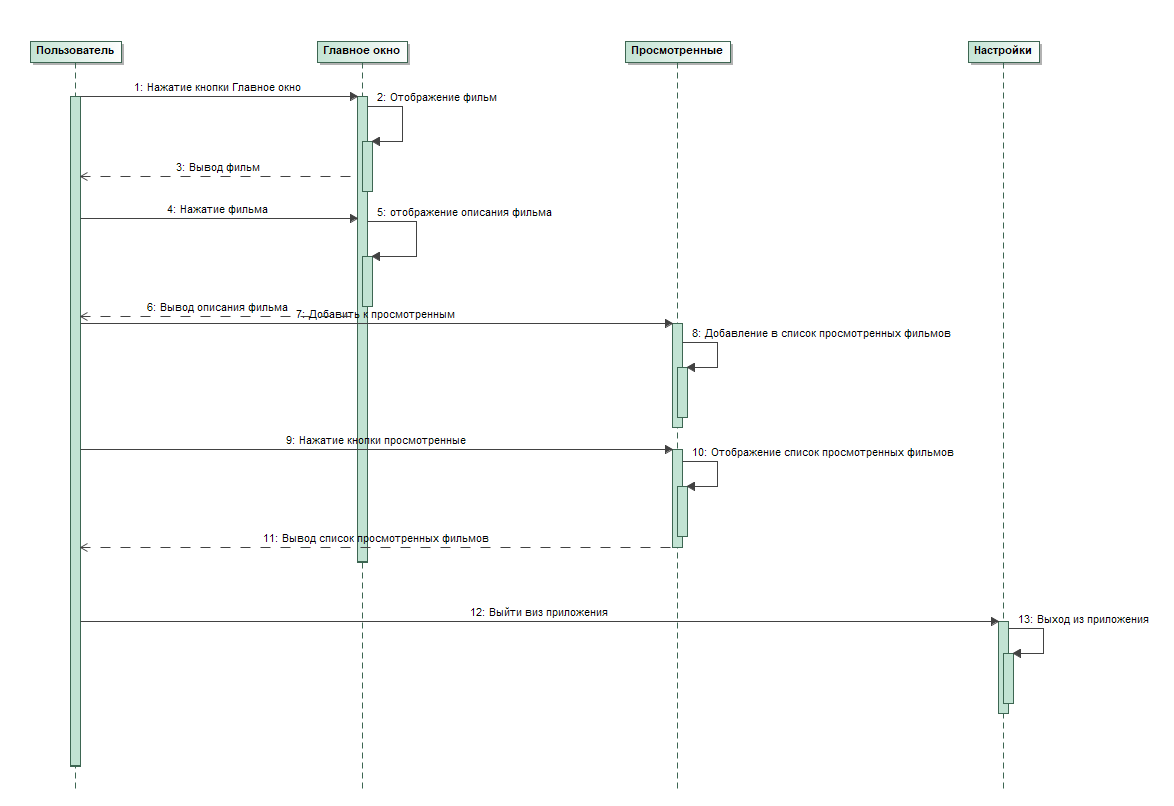 Пользователь
Главное окно
Просмотренные
Настройки
1: Нажатие кнопки Главное окно
2: Отображение фильм
3: Вывод фильм
4: Нажатие фильма
5: отображение описания фильма
6: Вывод описания фильма
7: Добавить к просмотренным
8: Добавление в список просмотренных фильмов
9: Нажатие кнопки просмотренные
10: Отображение список просмотренных фильмов
11: Вывод список просмотренных фильмов
12: Выйти виз приложения
13: Выход из приложения